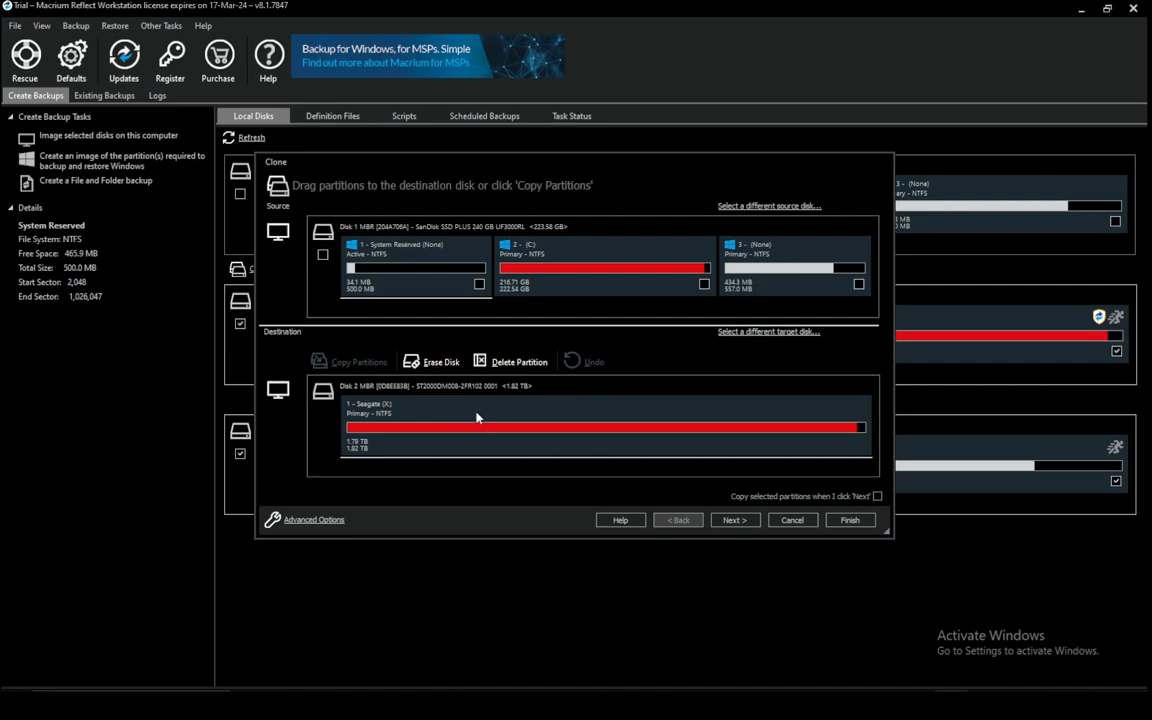 Trial - Macrium Reflect Workstation license expires on 17-Mar-24 - v8.1.7847
File View Backup Restore Other Tasks Help
Rescue Defaults Updates Register Purchase Help
Backup for Windows, for MSPs. Simple
Find out more about Macrium for MSPs
Create Backups Existing Backups Logs
Create Backup Tasks
Image selected disks on this computer
Create an image of the partition(s) required to
backup and restore Windows
Create a File and Folder backup
Details
System Reserved
File System: NTFS
Free Space: 465.9 MB
Total Size: 500.0 MB
Start Sector: 2,048
End Sector: 1,026,047
Local Disks Definition Files Scripts Scheduled Backups Task Status
Refresh
Clone
Drag partitions to the destination disk or click 'Copy Partitions'
Source
Select a different source disk...
Disk 1 MBR [204A706A] - SanDisk SSD PLUS 240 GB UF3000RL <223.58 GB>
1 - System Reserved (None)
Active - NTFS
34.1 MB
500.0 MB
2 - (C:)
Primary - NTFS
216.71 GB
222.54 GB
3 - (None)
Primary - NTFS
434.3 MB
557.0 MB
Destination
Select a different target disk...
Copy Partitions Erase Disk Delete Partition Undo
Disk 2 MBR [0D8EE83B] - ST2000DM008-2FR102 0001 <1.82 TB>
1 - Seagate (X:)
Primary - NTFS
1.79 TB
1.82 TB
Copy selected partitions when I click 'Next'
Advanced Options
Help < Back Next > Cancel Finish
3 - (None)
ary - NTFS
MB
MB
Activate Windows
Go to Settings to activate Windows.